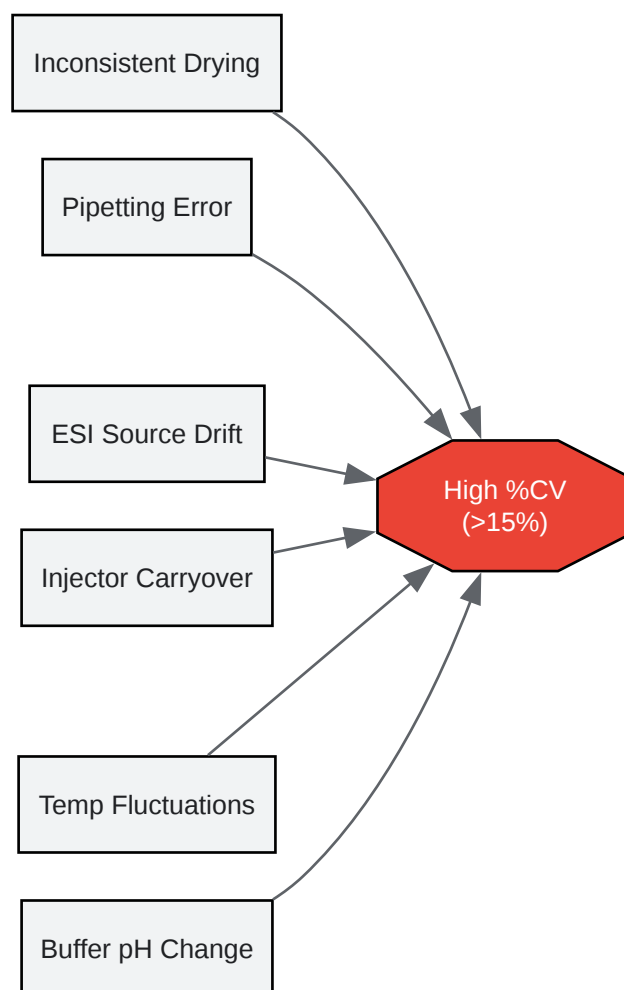 Inconsistent Drying
Pipetting Error
ESI Source Drift
High %CV
(>15%)
Injector Carryover
Temp Fluctuations
Buffer pH Change